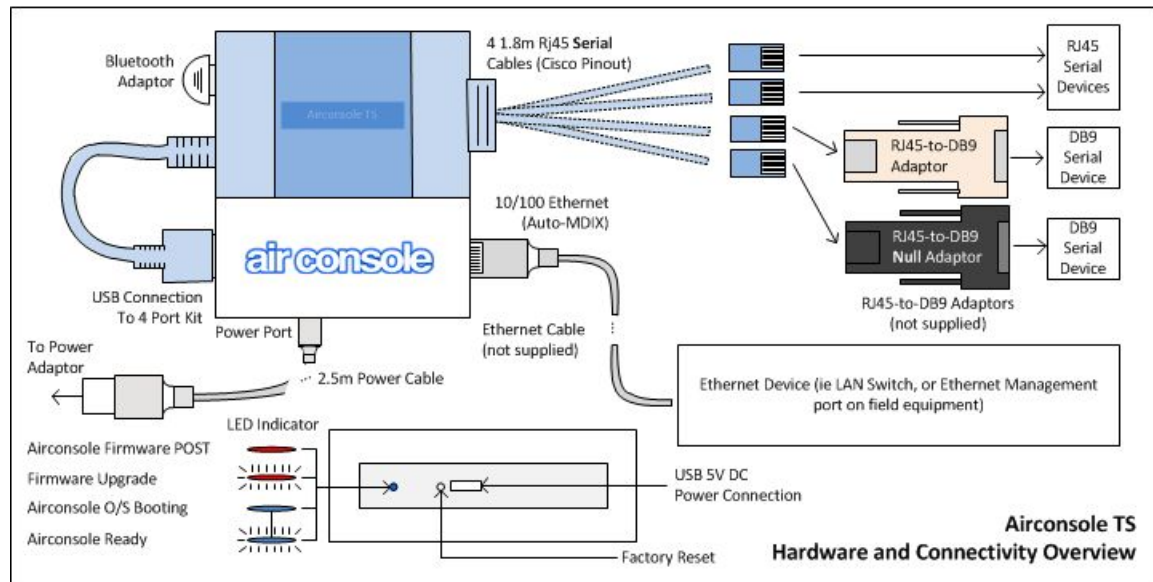 Bluetooth
Adaptor
Airconsole TS
4 1.8m Rj45 Serial
Cables (Cisco Pinout)
RJ45
Serial
Devices
RJ45-to-DB9
Adaptor
DB9
Serial
Device
10/100 Ethernet
(Auto-MDIX)
RJ45-to-DB9
Null Adaptor
DB9
Serial
Device
air console
USB Connection
To 4 Port Kit
RJ45-to-DB9 Adaptors
(not supplied)
Power Port
Ethernet Cable
(not supplied)
To Power
Adaptor
2.5m Power Cable
Ethernet Device (ie LAN Switch, or Ethernet Management
port on field equipment)
LED Indicator
Airconsole Firmware POST
Firmware Upgrade
Airconsole O/S Booting
Airconsole Ready
USB 5V DC
Power Connection
Factory Reset
Airconsole TS
Hardware and Connectivity Overview